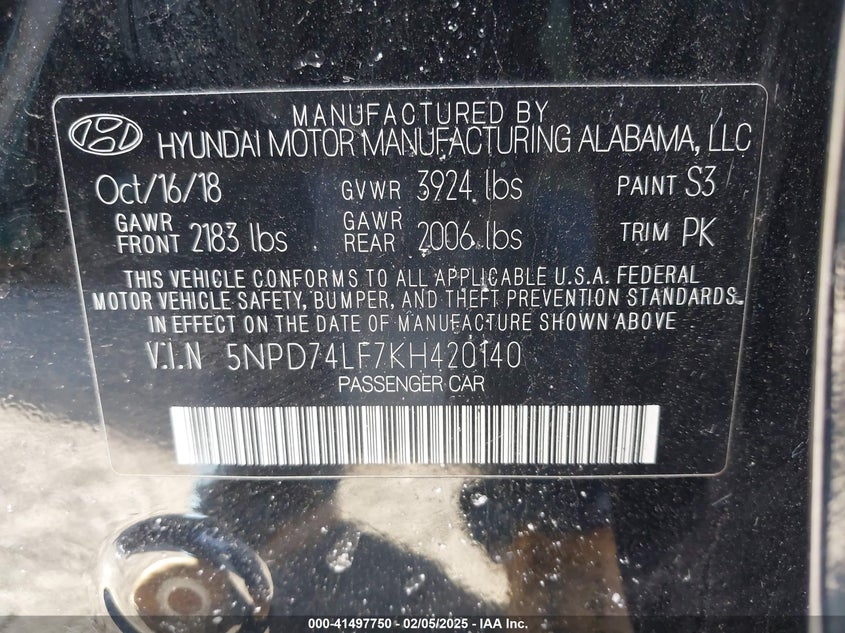 MANUFACTURED BY
HYUNDAI MOTOR MANUFACTURING ALABAMA, LLC
Oct/16/18 GVWR 3924 lbs PAINT S3
GAWR FRONT 2183 lbs GAWR REAR 2006 lbs TRIM PK
THIS VEHICLE CONFORMS TO ALL APPLICABLE U.S.A. FEDERAL
MOTOR VEHICLE SAFETY, BUMPER, AND THEFT PREVENTION STANDARDS
IN EFFECT ON THE DATE OF MANUFACTURE SHOWN ABOVE
V.I.N 5NPD74LF7KH420140
PASSENGER CAR
000-41497750 - 02/05/2025 - IAA Inc.